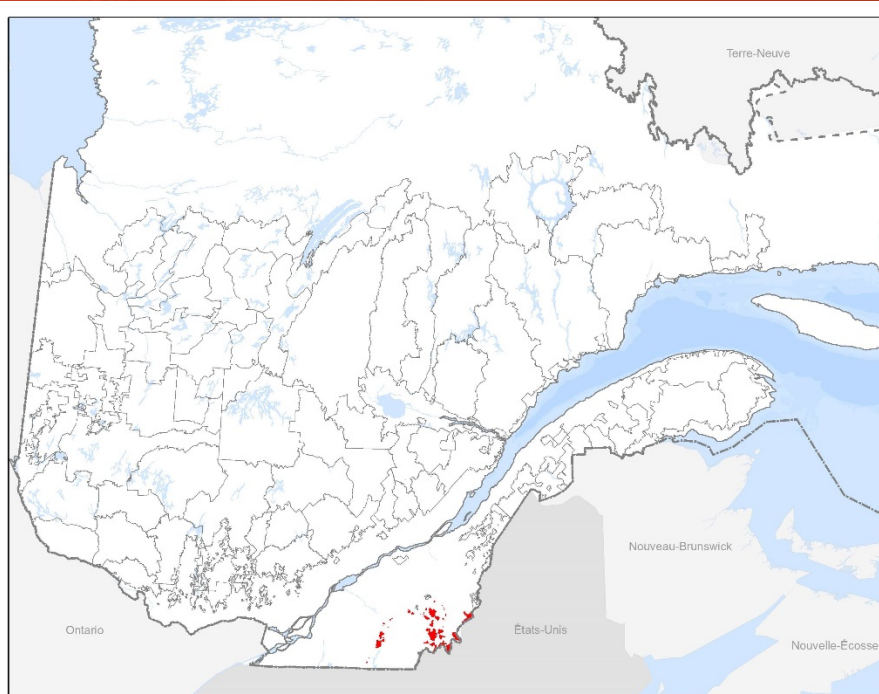 Terre-Neuve
Nouveau-Brunswick
Ontario
États-Unis
Nouvelle-Écosse